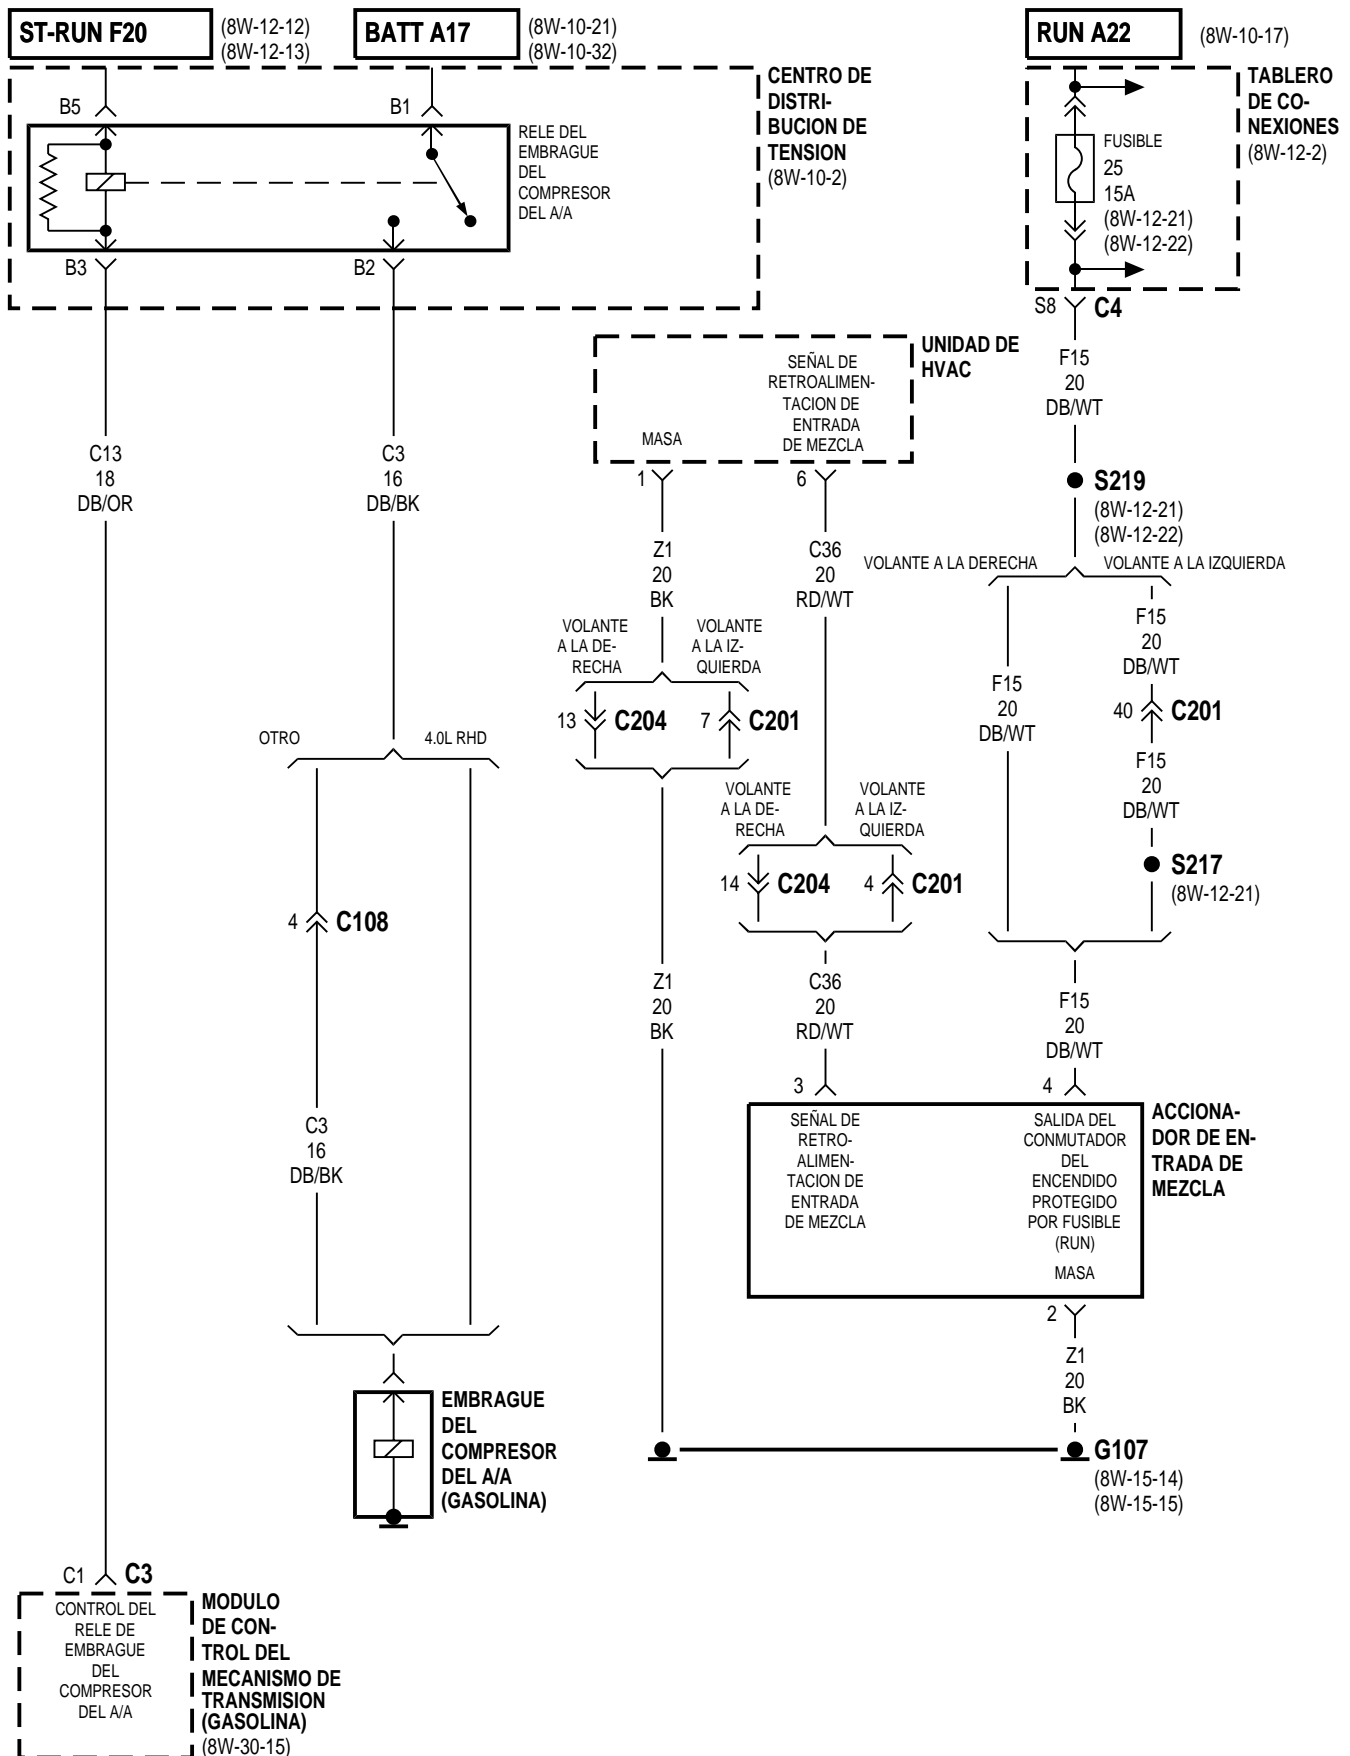 ST-RUN F20
(8W-12-12)
(8W-12-13)
BATT A17
(8W-10-21)
(8W-10-32)
RUN A22
(8W-10-17)
B5
B1
RELE DEL
EMBRAGUE
DEL
COMPRESOR
DEL A/A
CENTRO DE
DISTRI-
BUCION DE
TENSION
(8W-10-2)
B3
B2
FUSIBLE
25
15A
(8W-12-21)
(8W-12-22)
TABLERO
DE CO-
NEXIONES
(8W-12-2)
S8
C4
F15
20
DB/WT
C13
18
DB/OR
C3
16
DB/BK
MASA
SEÑAL DE
RETROALIMEN-
TACION DE
ENTRADA
DE MEZCLA
UNIDAD DE
HVAC
1
6
Z1
20
BK
C36
20
RD/WT
S219
(8W-12-21)
(8W-12-22)
VOLANTE A LA DERECHA
VOLANTE A LA IZQUIERDA
F15
20
DB/WT
F15
20
DB/WT
40
C201
F15
20
DB/WT
S217
(8W-12-21)
VOLANTE
A LA DE-
RECHA
VOLANTE
A LA IZ-
QUIERDA
13
C204
7
C201
OTRO
4.0L RHD
VOLANTE
A LA DE-
RECHA
VOLANTE
A LA IZ-
QUIERDA
14
C204
4
C201
4
C108
Z1
20
BK
C36
20
RD/WT
F15
20
DB/WT
3
4
C3
16
DB/BK
SEÑAL DE
RETRO-
ALIMEN-
TACION DE
ENTRADA
DE MEZCLA
SALIDA DEL
CONMUTADOR
DEL
ENCENDIDO
PROTEGIDO
POR FUSIBLE
(RUN)
MASA
ACCIONA-
DOR DE EN-
TRADA DE
MEZCLA
2
Z1
20
BK
G107
(8W-15-14)
(8W-15-15)
EMBRAGUE
DEL
COMPRESOR
DEL A/A
(GASOLINA)
C1
C3
CONTROL DEL
RELE DE
EMBRAGUE
DEL
COMPRESOR
DEL A/A
MODULO
DE CON-
TROL DEL
MECANISMO DE
TRANSMISION
(GASOLINA)
(8W-30-15)